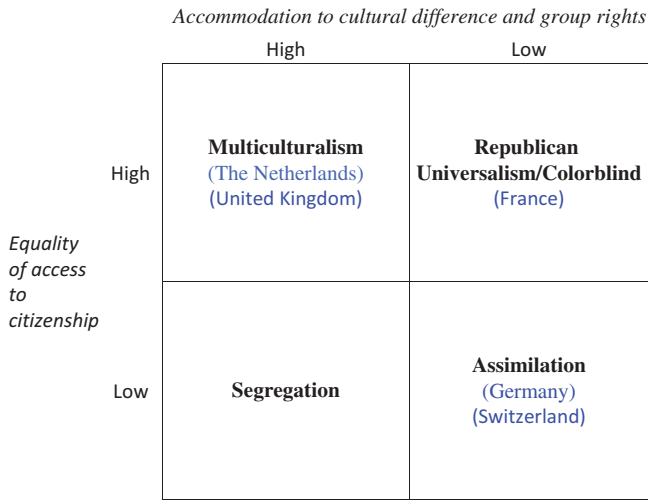 Accommodation to cultural difference and group rights
High Low
Multiculturalism
(The Netherlands)
(United Kingdom)
Republican
Universalism/Colorblind
(France)
High
Equality
of access
to
citizenship
Low
Segregation
Assimilation
(Germany)
(Switzerland)